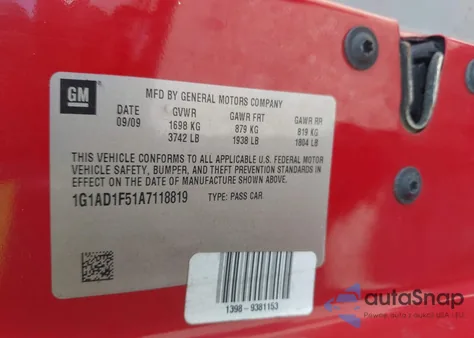 GM
MFD BY GENERAL MOTORS COMPANY
DATE GVWR GAWR FRT GAWR RR
09/09 1698 KG 879 KG 819 KG
3742 LB 1938 LB 1804 LB
THIS VEHICLE CONFORMS TO ALL APPLICABLE U.S. FEDERAL MOTOR
VEHICLE SAFETY, BUMPER, AND THEFT PREVENTION STANDARDS IN
EFFECT ON THE DATE OF MANUFACTURE SHOWN ABOVE.
1G1AD1F51A7118819 TYPE: PASS CAR
1398-9381153
autoSnap